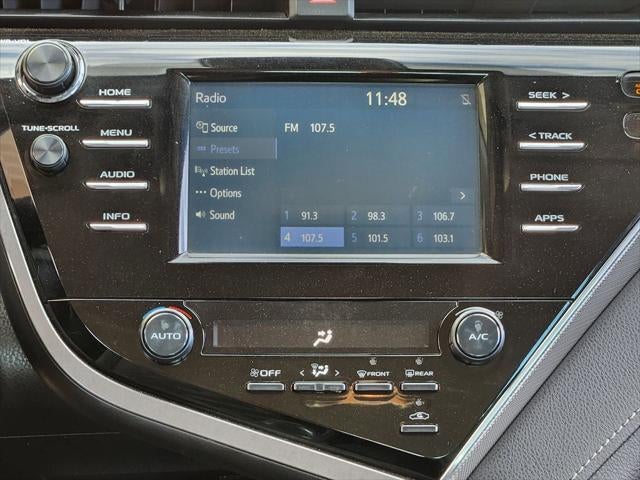 Radio
11:48
Source
FM 107.5
Presets
Station List
Options
Sound
1 91.3
2 98.3
3 106.7
4 107.5
5 101.5
6 103.1
HOME
TUNE•SCROLL
MENU
AUDIO
INFO
SEEK >
< TRACK
PHONE
APPS
AUTO
A/C
OFF
< >
FRONT
REAR